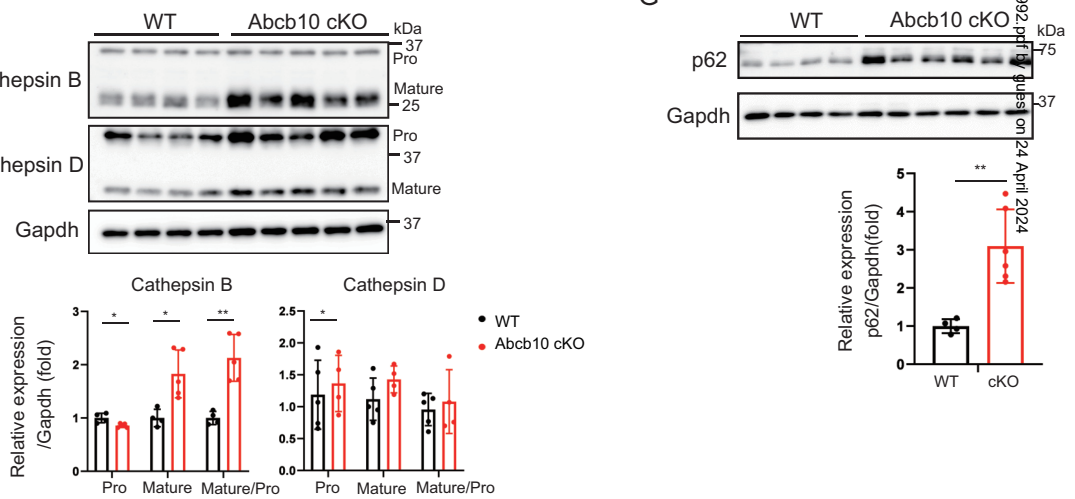 WT
Abcb10 cKO
kDa
37
Pro
hepsin B
Mature
25
Pro
hepsin D
37
Mature
Gapdh
37
WT
Abcb10 cKO
kDa
75
p62
37
Gapdh
992.pdf by guest on 24 April 2024
Cathepsin B
Relative expression
/Gapdh (fold)
3
2
1
0
*
*
**
Pro
Mature
Mature/Pro
Cathepsin D
2.5
2.0
1.5
1.0
0.5
0.0
*
Pro
Mature
Mature/Pro
WT
Abcb10 cKO
Relative expression
p62/Gapdh(fold)
5
4
3
2
1
0
**
WT
cKO